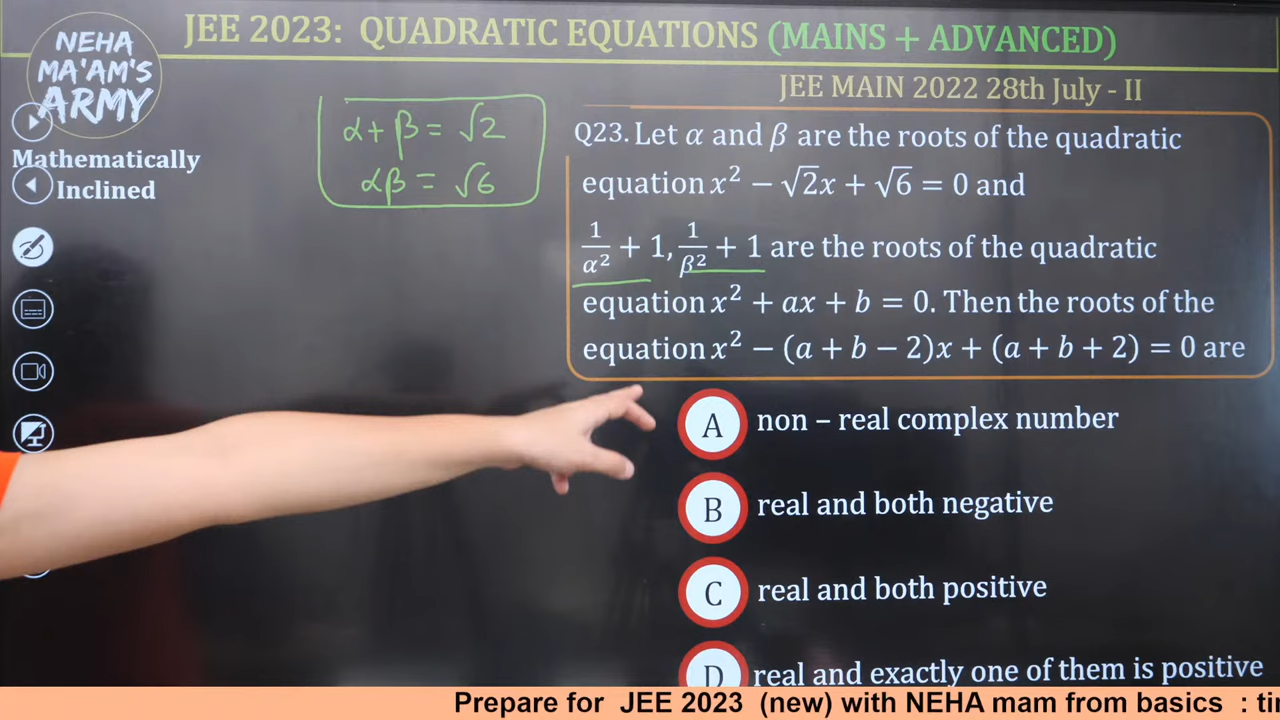 NEHA
MA'AM'S
ARMY
Mathematically
Inclined
JEE 2023: QUADRATIC EQUATIONS (MAINS + ADVANCED)
JEE MAIN 2022 28th July - II
α + β = √2
αβ = √6
Q23. Let α and β are the roots of the quadratic
equation x² − √2x + √6 = 0 and
1/α² + 1, 1/β² + 1 are the roots of the quadratic
equation x² + ax + b = 0. Then the roots of the
equation x² − (a + b − 2)x + (a + b + 2) = 0 are
A non – real complex number
B real and both negative
C real and both positive
D real and exactly one of them is positive
Prepare for JEE 2023 (new) with NEHA mam from basics :